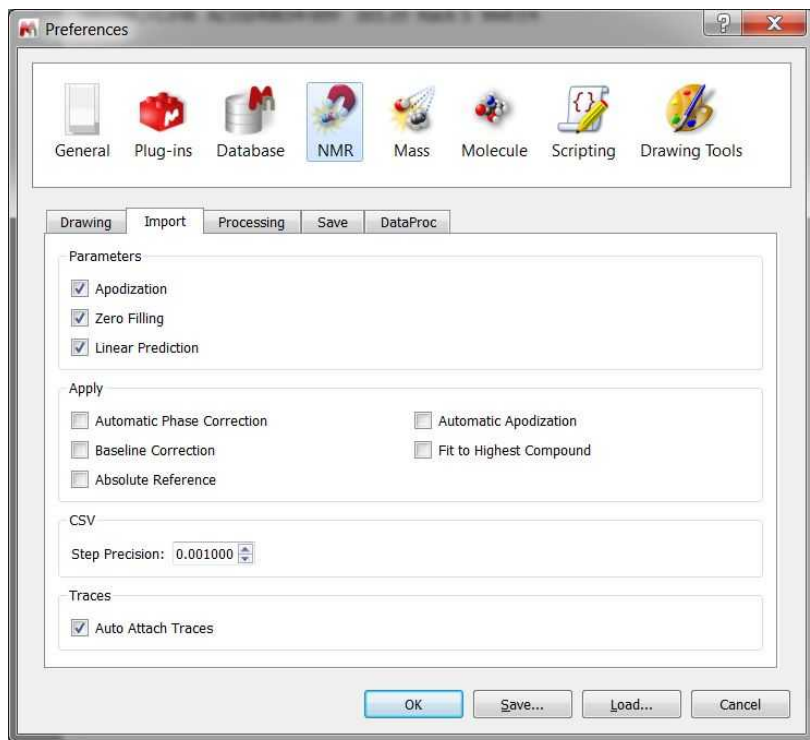 Preferences
General Plug-ins Database NMR Mass Molecule Scripting Drawing Tools
Drawing Import Processing Save DataProc
Parameters
Apodization
Zero Filling
Linear Prediction
Apply
Automatic Phase Correction Automatic Apodization
Baseline Correction Fit to Highest Compound
Absolute Reference
CSV
Step Precision: 0.001000
Traces
Auto Attach Traces
OK Save... Load... Cancel